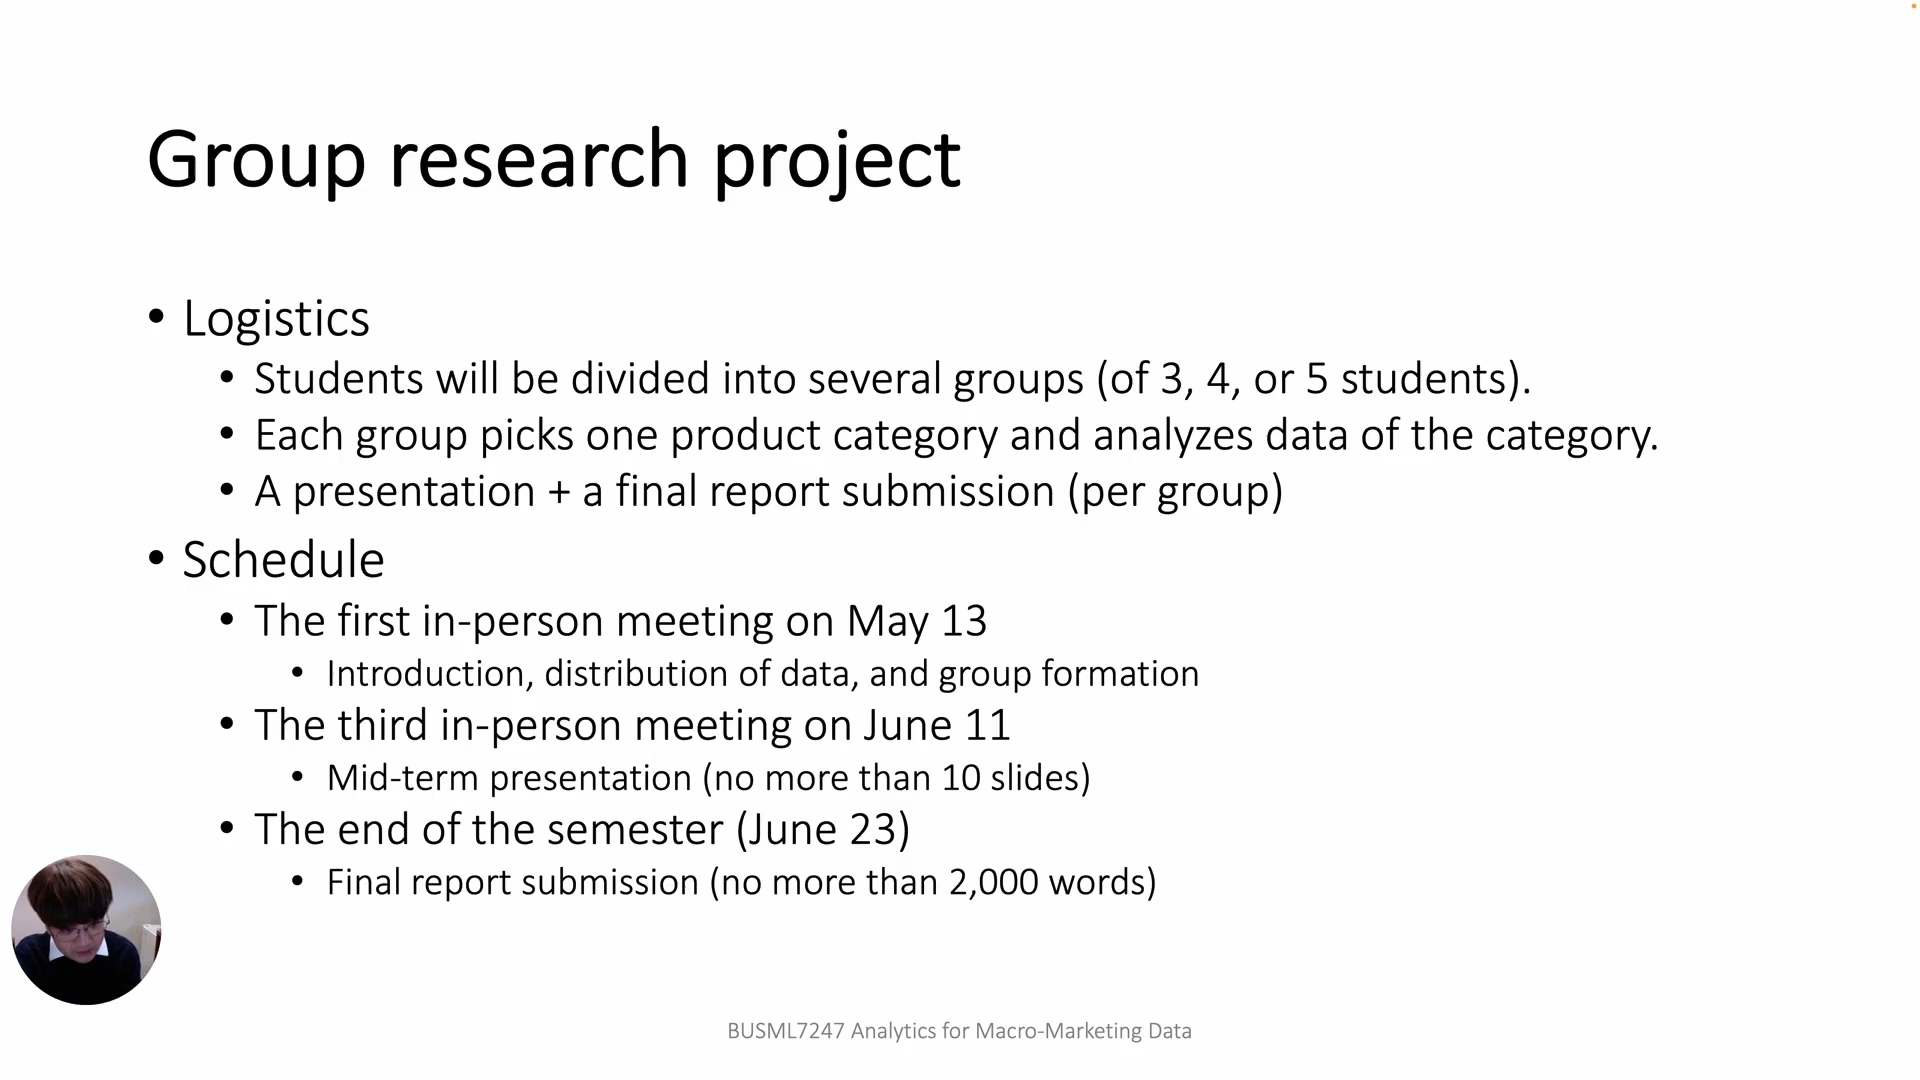 Group research project
• Logistics
• Students will be divided into several groups (of 3, 4, or 5 students).
• Each group picks one product category and analyzes data of the category.
• A presentation + a final report submission (per group)
• Schedule
• The first in-person meeting on May 13
• Introduction, distribution of data, and group formation
• The third in-person meeting on June 11
• Mid-term presentation (no more than 10 slides)
• The end of the semester (June 23)
• Final report submission (no more than 2,000 words)
BUSML7247 Analytics for Macro-Marketing Data